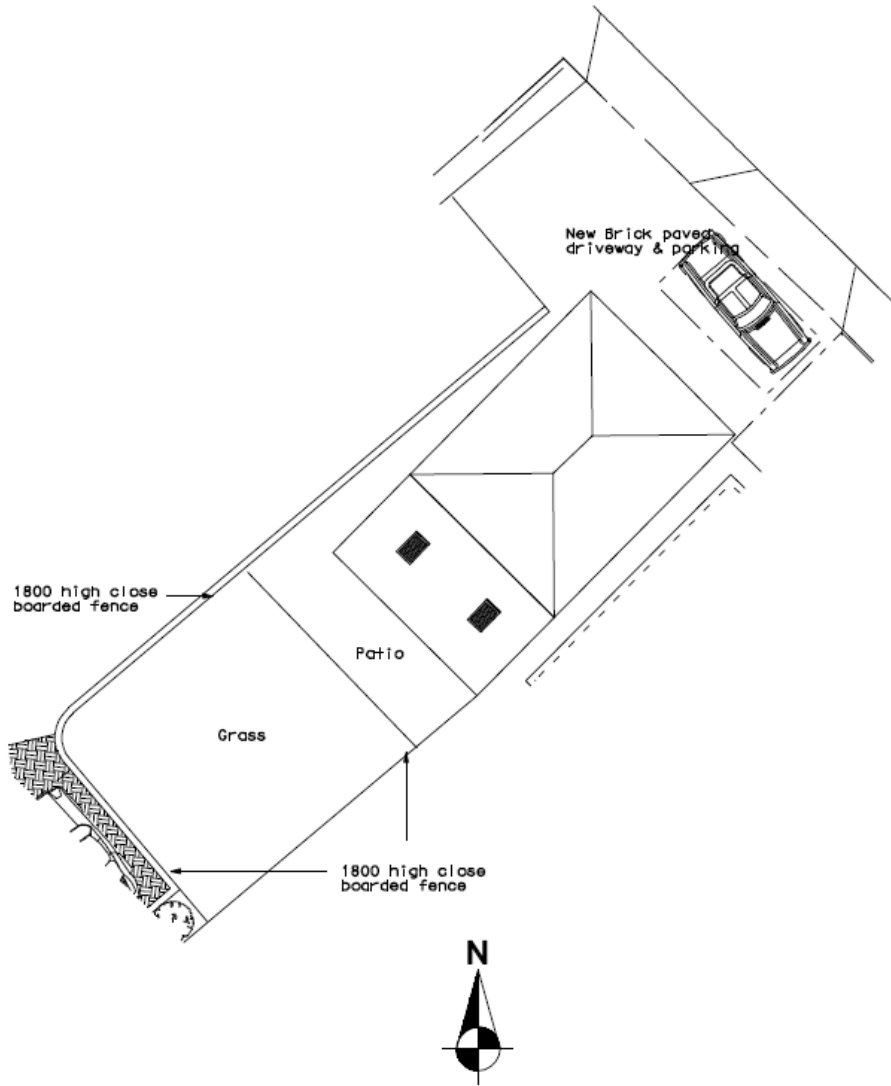 New Brick paved
driveway & parking
1800 high close
boarded fence
Patio
Grass
1800 high close
boarded fence
N